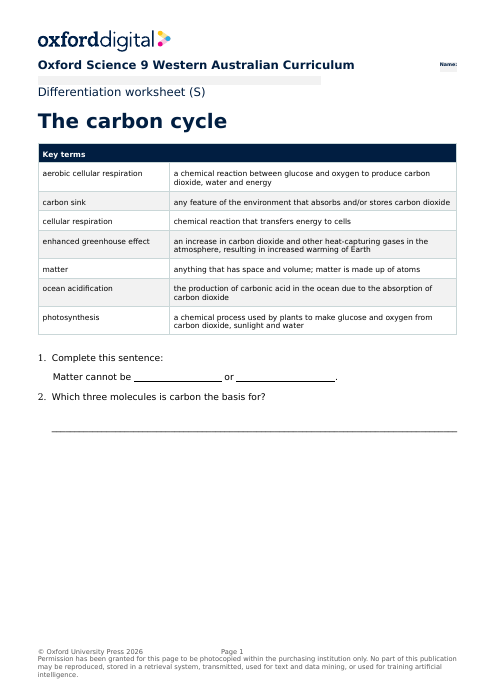 oxforddigital
Oxford Science 9 Western Australian Curriculum
Name:
Differentiation worksheet (S)
The carbon cycle
Key terms
aerobic cellular respiration
a chemical reaction between glucose and oxygen to produce carbon
dioxide, water and energy
carbon sink
any feature of the environment that absorbs and/or stores carbon dioxide
cellular respiration
chemical reaction that transfers energy to cells
enhanced greenhouse effect
an increase in carbon dioxide and other heat-capturing gases in the
atmosphere, resulting in increased warming of Earth
matter
anything that has space and volume; matter is made up of atoms
ocean acidification
the production of carbonic acid in the ocean due to the absorption of
carbon dioxide
photosynthesis
a chemical process used by plants to make glucose and oxygen from
carbon dioxide, sunlight and water
1. Complete this sentence:
Matter cannot be ____________ or ____________.
2. Which three molecules is carbon the basis for?
© Oxford University Press 2026 Page 1
Permission has been granted for this page to be photocopied within the purchasing institution only. No part of this publication
may be reproduced, stored in a retrieval system, transmitted, used for text and data mining, or used for training artificial
intelligence.